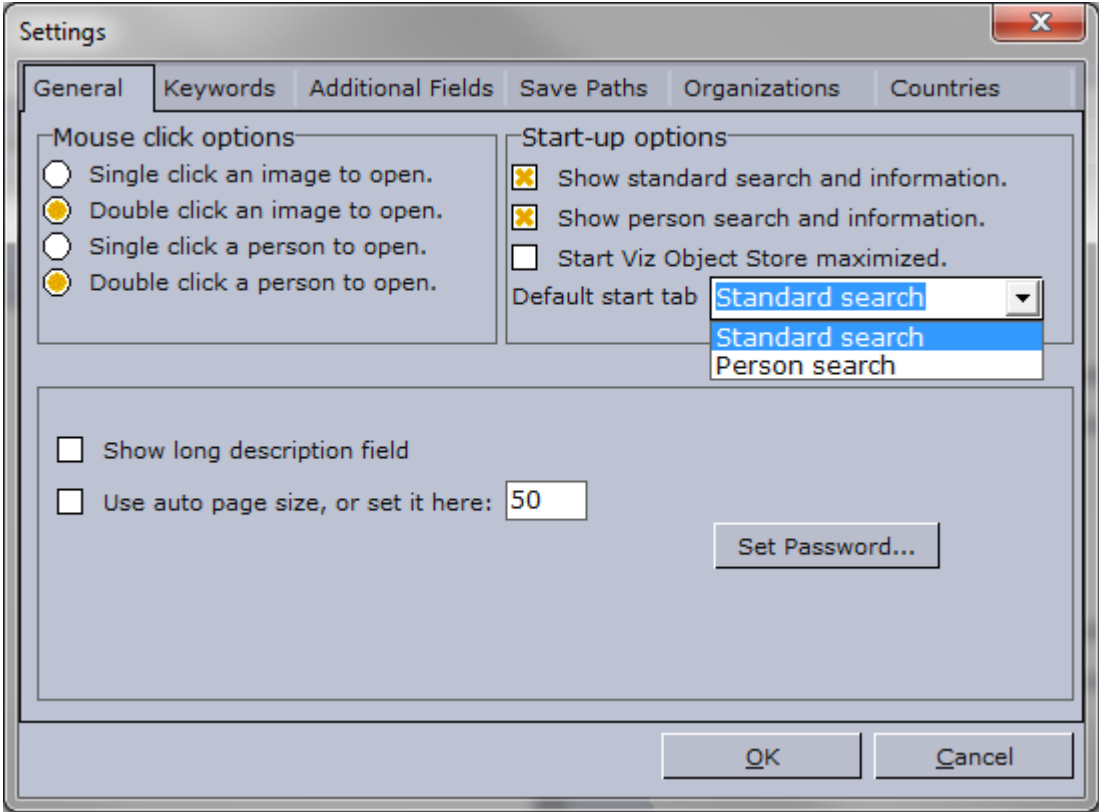 Settings
General Keywords Additional Fields Save Paths Organizations Countries
Mouse click options
Single click an image to open.
Double click an image to open.
Single click a person to open.
Double click a person to open.
Start-up options
Show standard search and information.
Show person search and information.
Start Viz Object Store maximized.
Default start tab Standard search
Standard search
Person search
Show long description field
Use auto page size, or set it here: 50
Set Password...
OK Cancel